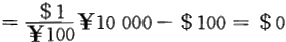 = $1/¥100 ¥10 000 − $100 = $0